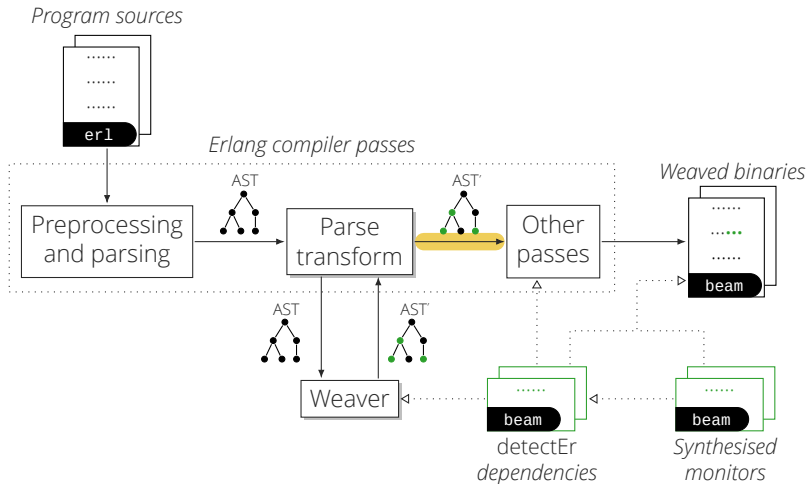 Program sources
erl
Erlang compiler passes
Weaved binaries
AST
AST′
Preprocessing
and parsing
Parse
transform
Other
passes
beam
AST
AST′
Weaver
beam
beam
detectEr
dependencies
Synthesised
monitors